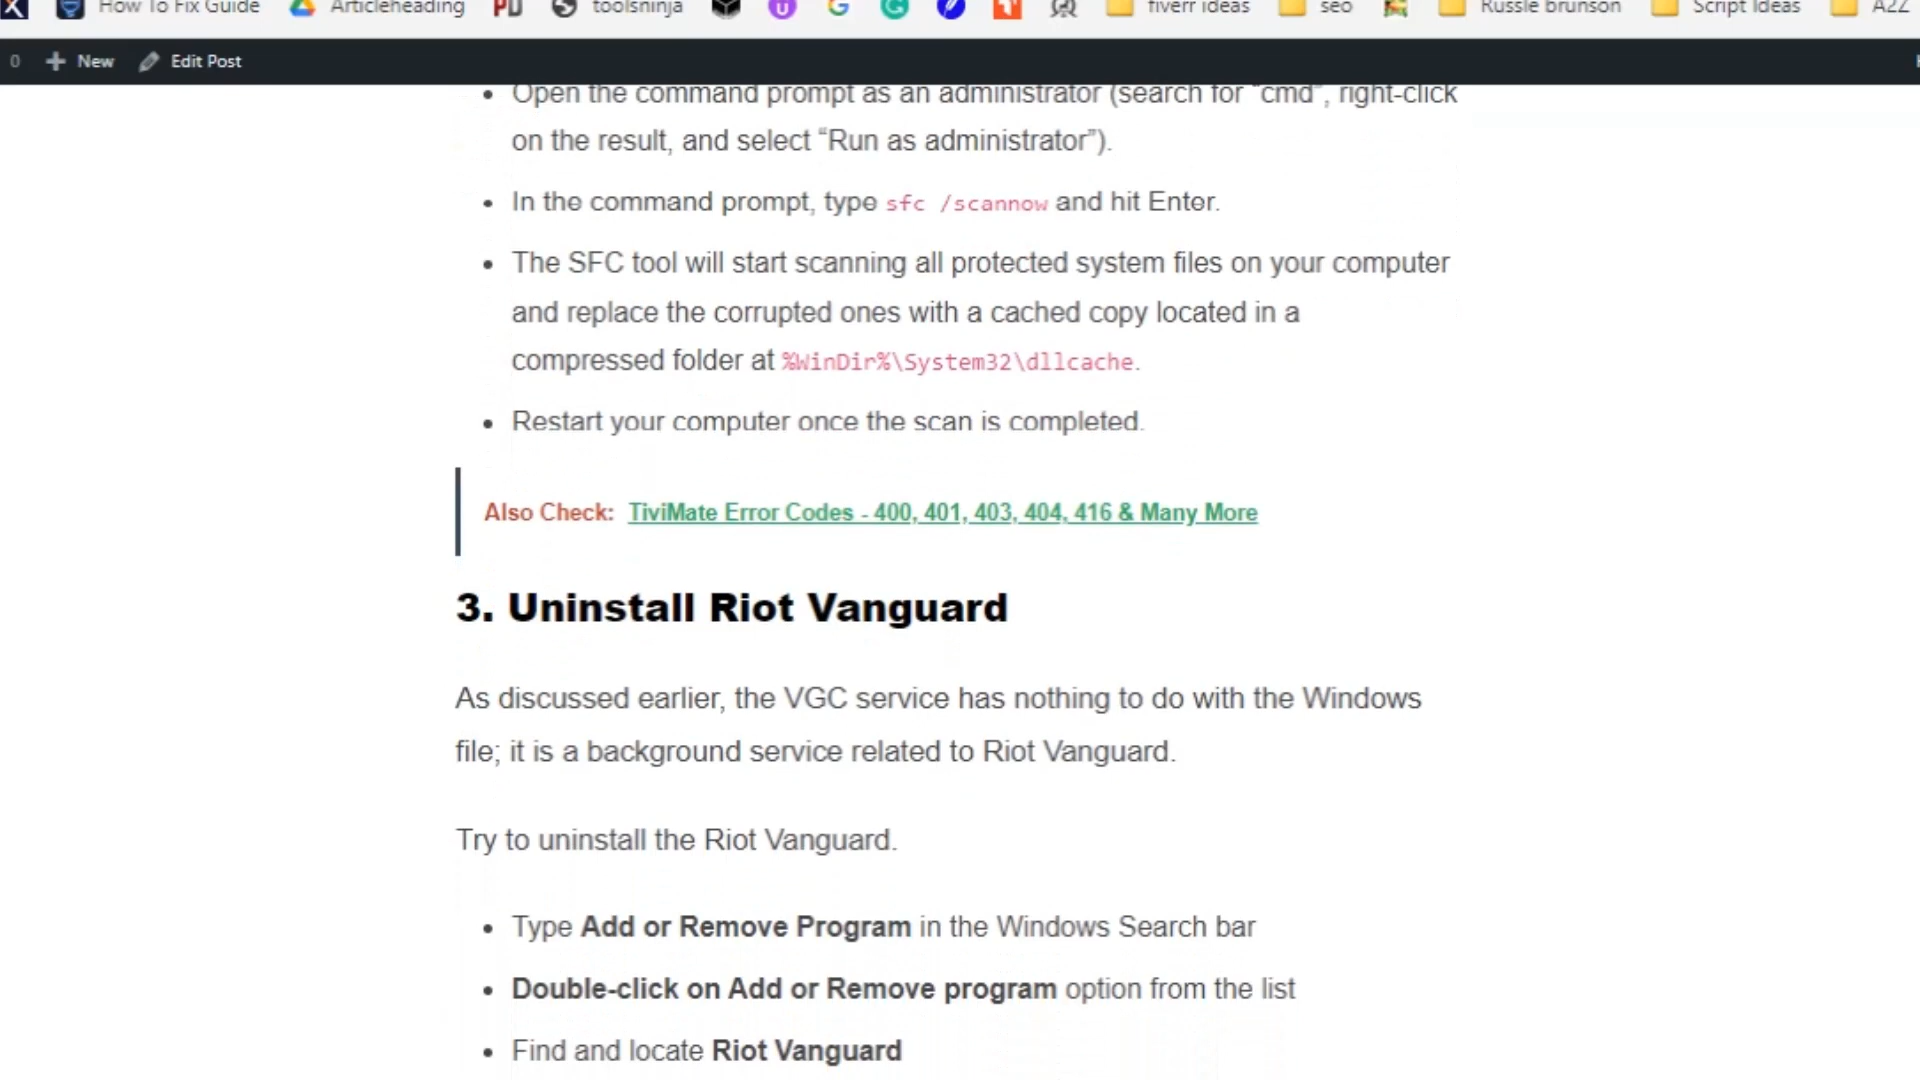 How To Fix Guide Articleheading toolsninja fiverr ideas seo Russle brunson Script Ideas A2Z
0 New Edit Post
• Open the command prompt as an administrator (search for “cmd”, right-click
on the result, and select “Run as administrator”).
• In the command prompt, type sfc /scannow and hit Enter.
• The SFC tool will start scanning all protected system files on your computer
and replace the corrupted ones with a cached copy located in a
compressed folder at %WinDir%\System32\dllcache.
• Restart your computer once the scan is completed.
Also Check: TiviMate Error Codes - 400, 401, 403, 404, 416 & Many More
3. Uninstall Riot Vanguard
As discussed earlier, the VGC service has nothing to do with the Windows
file; it is a background service related to Riot Vanguard.
Try to uninstall the Riot Vanguard.
• Type Add or Remove Program in the Windows Search bar
• Double-click on Add or Remove program option from the list
• Find and locate Riot Vanguard